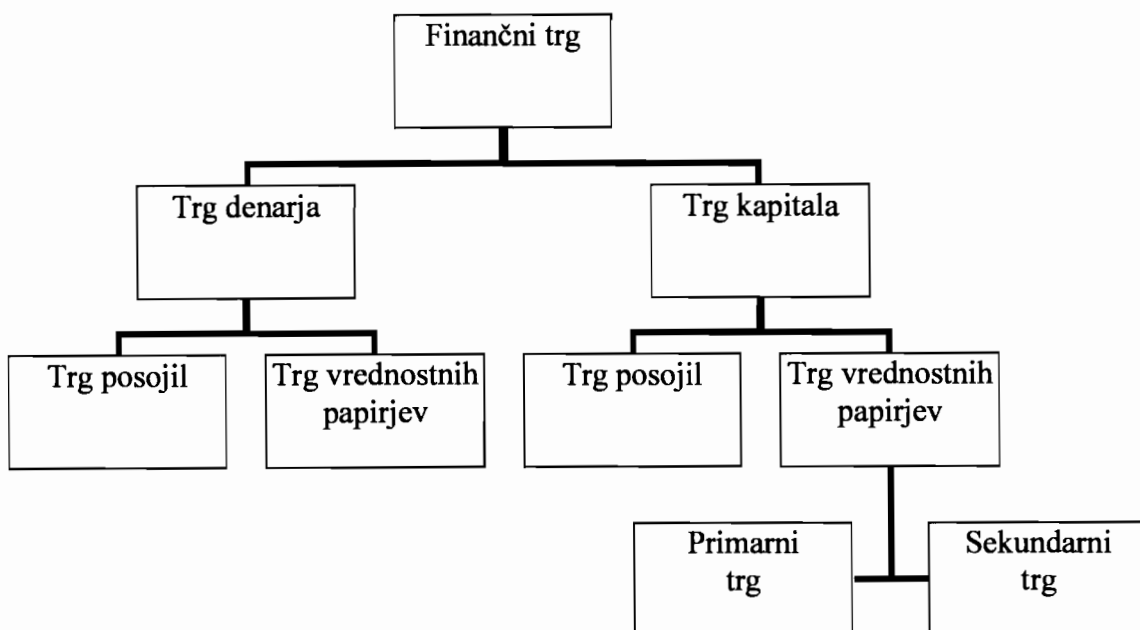 Finančni trg
Trg denarja
Trg kapitala
Trg posojil
Trg vrednostnih
papirjev
Trg posojil
Trg vrednostnih
papirjev
Primarni
trg
Sekundarni
trg